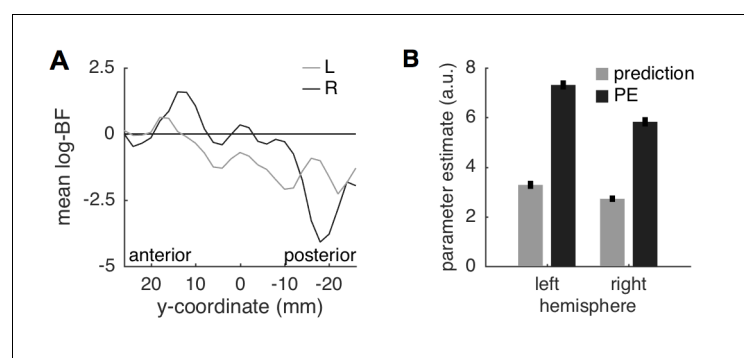 A
2.5
0
-2.5
-5
mean log-BF
L
R
anterior
posterior
20 10 0 -10 -20
y-coordinate (mm)
B
8
6
4
2
0
parameter estimate (a.u.)
prediction
PE
left right
hemisphere